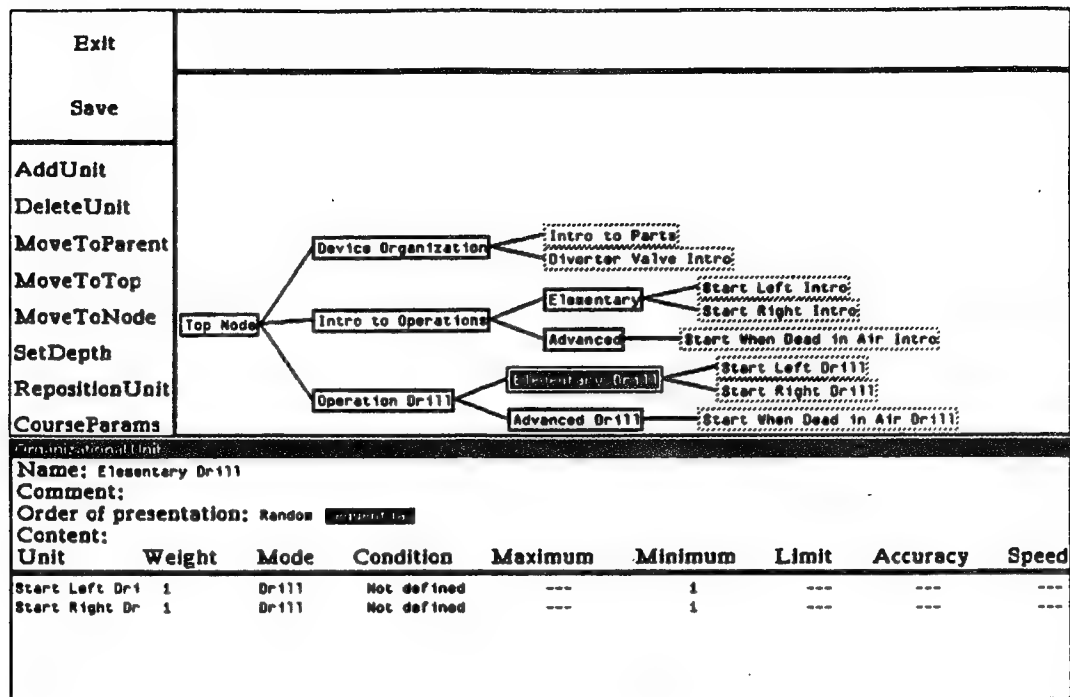 Exit
Save
AddUnit
DeleteUnit
MoveToParent
MoveToTop
MoveToNode
SetDepth
RepositionUnit
CourseParams
Top Node
Device Organization
Intro to Parts
Diverter Valve Intro
Intro to Operations
Elementary
Start Left Intro
Start Right Intro
Advanced
Start When Dead in Air Intro
Operation Drill
Elementary Drill
Start Left Drill
Start Right Drill
Advanced Drill
Start When Dead in Air Drill
Organizational Unit
Name: Elementary Drill
Comment:
Order of presentation: Random
Content:
Unit Weight Mode Condition Maximum Minimum Limit Accuracy Speed
Start Left Dri 1 Drill Not defined --- 1 --- --- ---
Start Right Dr 1 Drill Not defined --- 1 --- --- ---